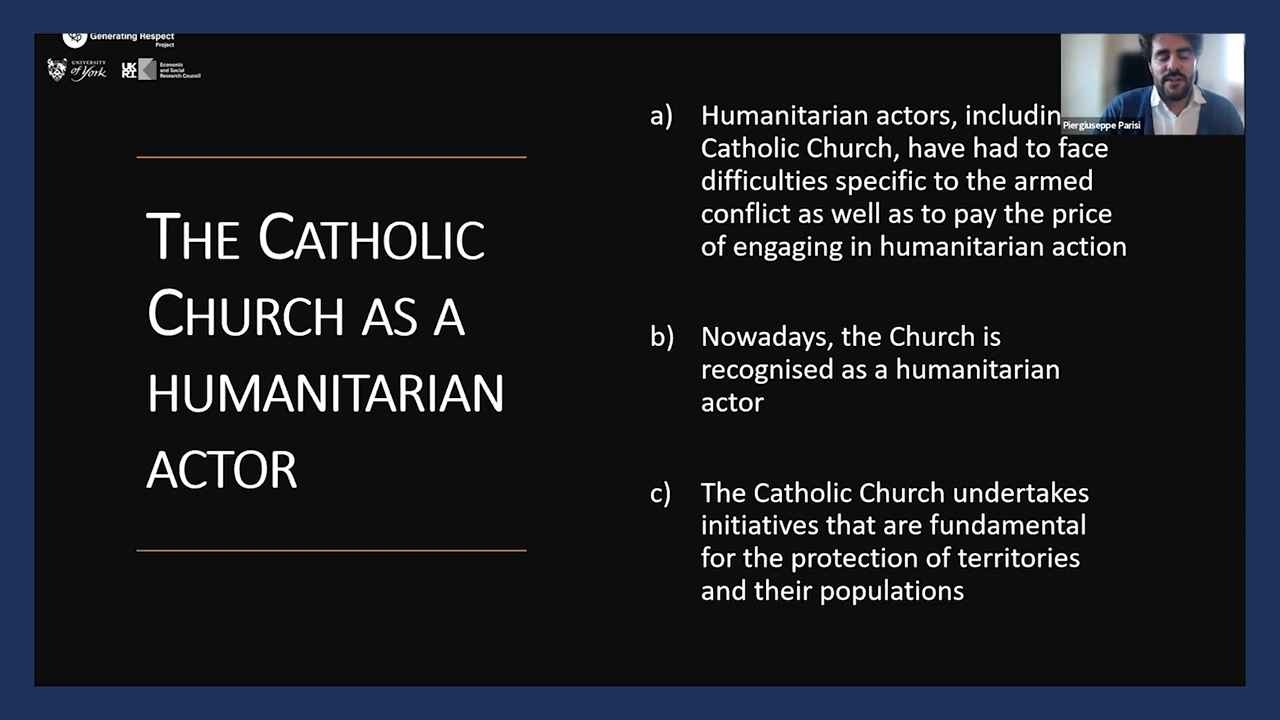 Generating Respect
Project
UNIVERSITY
of York
UK
RI
Economic
and Social
Research Council
THE CATHOLIC
CHURCH AS A
HUMANITARIAN
ACTOR
a) Humanitarian actors, includin
Catholic Church, have had to face
difficulties specific to the armed
conflict as well as to pay the price
of engaging in humanitarian action
b) Nowadays, the Church is
recognised as a humanitarian
actor
c) The Catholic Church undertakes
initiatives that are fundamental
for the protection of territories
and their populations
Piergiuseppe Parisi